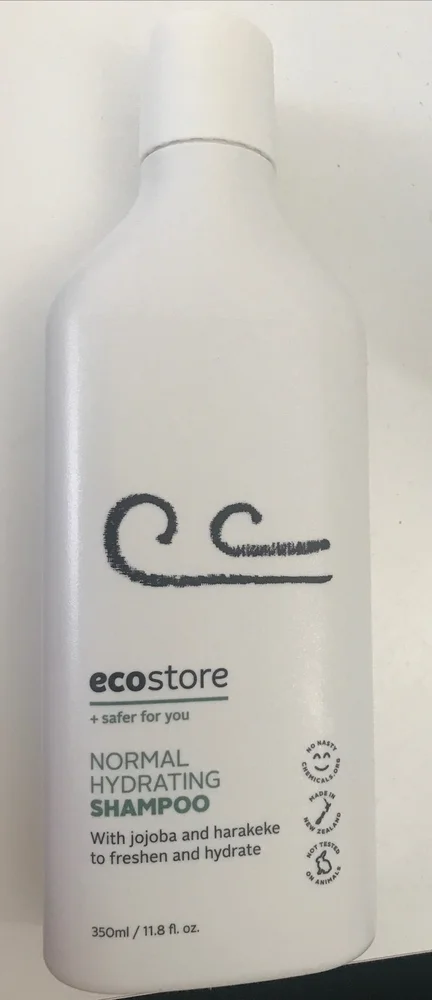 ecostore
+ safer for you
NORMAL
HYDRATING
SHAMPOO
With jojoba and harakeke
to freshen and hydrate
350ml / 11.8 fl. oz.
NO NASTY
CHEMICALS.ORG
MADE IN
NEW ZEALAND
NOT TESTED
ON ANIMALS